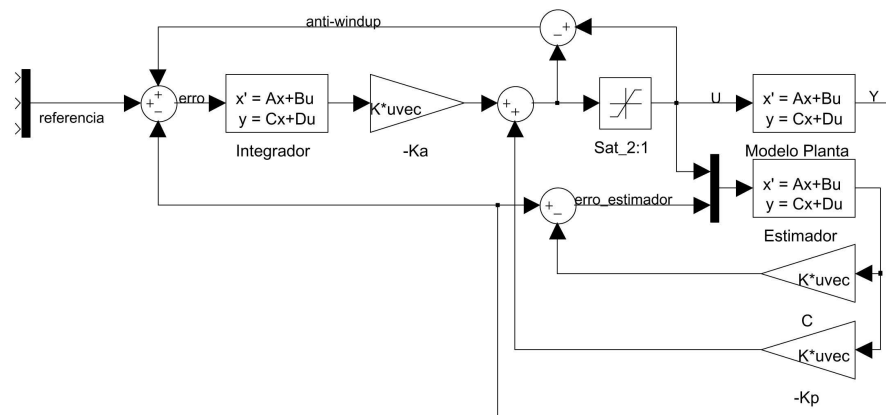 anti-windup
+
−
+
−
−
erro
referencia
x' = Ax+Bu
y = Cx+Du
Integrador
K*uvec
-Ka
+
+
Sat_2:1
−
+
U
x' = Ax+Bu
y = Cx+Du
Modelo Planta
Y
+
−
erro_estimador
x' = Ax+Bu
y = Cx+Du
Estimador
K*uvec
C
K*uvec
-Kp